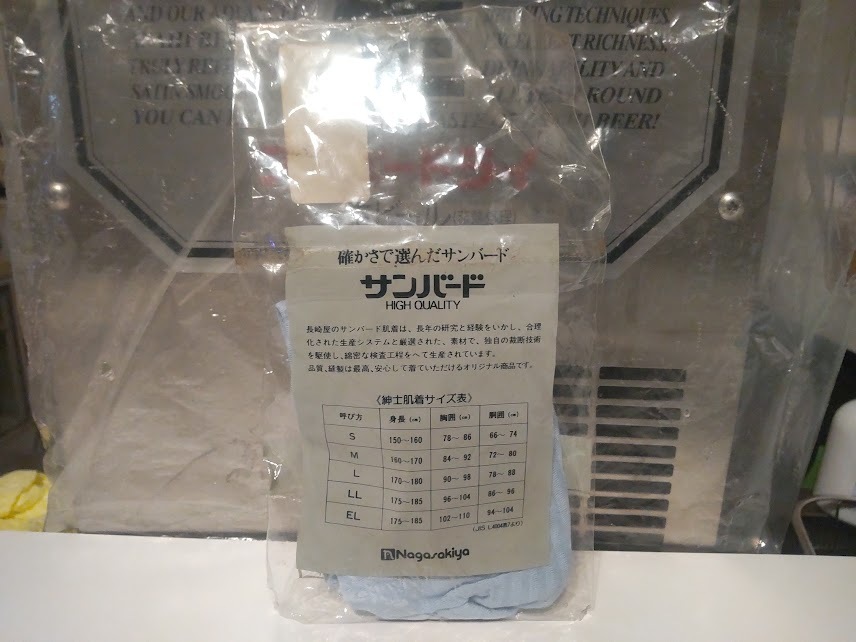 AND OUR
TECHNIQUES
RICHNESS,
AND
SATIN
AROUND
YOU CAN
BEER!
確かさで選んだサンバード
サンバード
HIGH QUALITY
長崎屋のサンバード肌着は、長年の研究と経験をいかし、合理
化された生産システムと厳選された、素材で、独自の裁断技術
を駆使し、綿密な検査工程をへて生産されています。
品質、縫製は最高、安心して着ていただけるオリジナル商品です。
《紳士肌着サイズ表》
呼び方 身長(cm) 胸囲(cm) 胴囲(cm)
S 150〜160 78〜86 66〜74
M 160〜170 84〜92 72〜80
L 170〜180 90〜98 78〜88
LL 175〜185 96〜104 86〜96
EL 175〜185 102〜110 94〜104
Nagasakiya